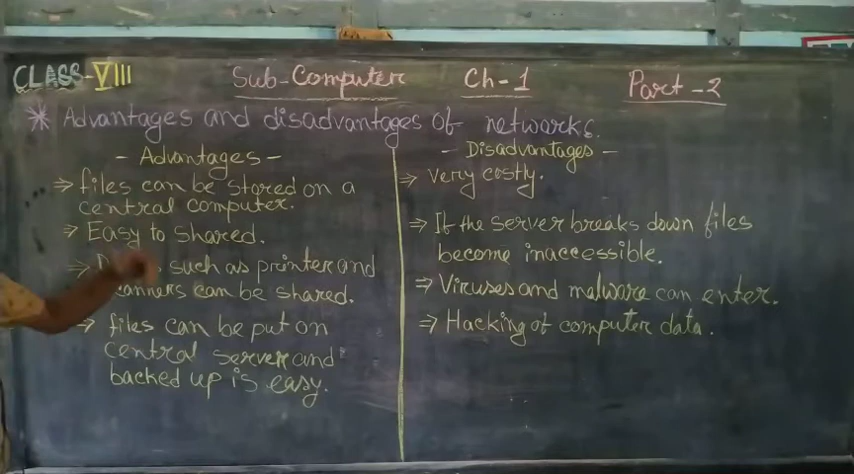 CLASS-VIII Sub-Computer Ch-1 Part-2
* Advantages and disadvantages of networks.
- Advantages -
⇒ files can be stored on a
central computer.
⇒ Easy to shared.
⇒ such as printer and
canners can be shared.
⇒ files can be put on
central server and
backed up is easy.
- Disadvantages -
⇒ very costly.
⇒ If the server breaks down files
become inaccessible.
⇒ Viruses and malware can enter.
⇒ Hacking of computer data.